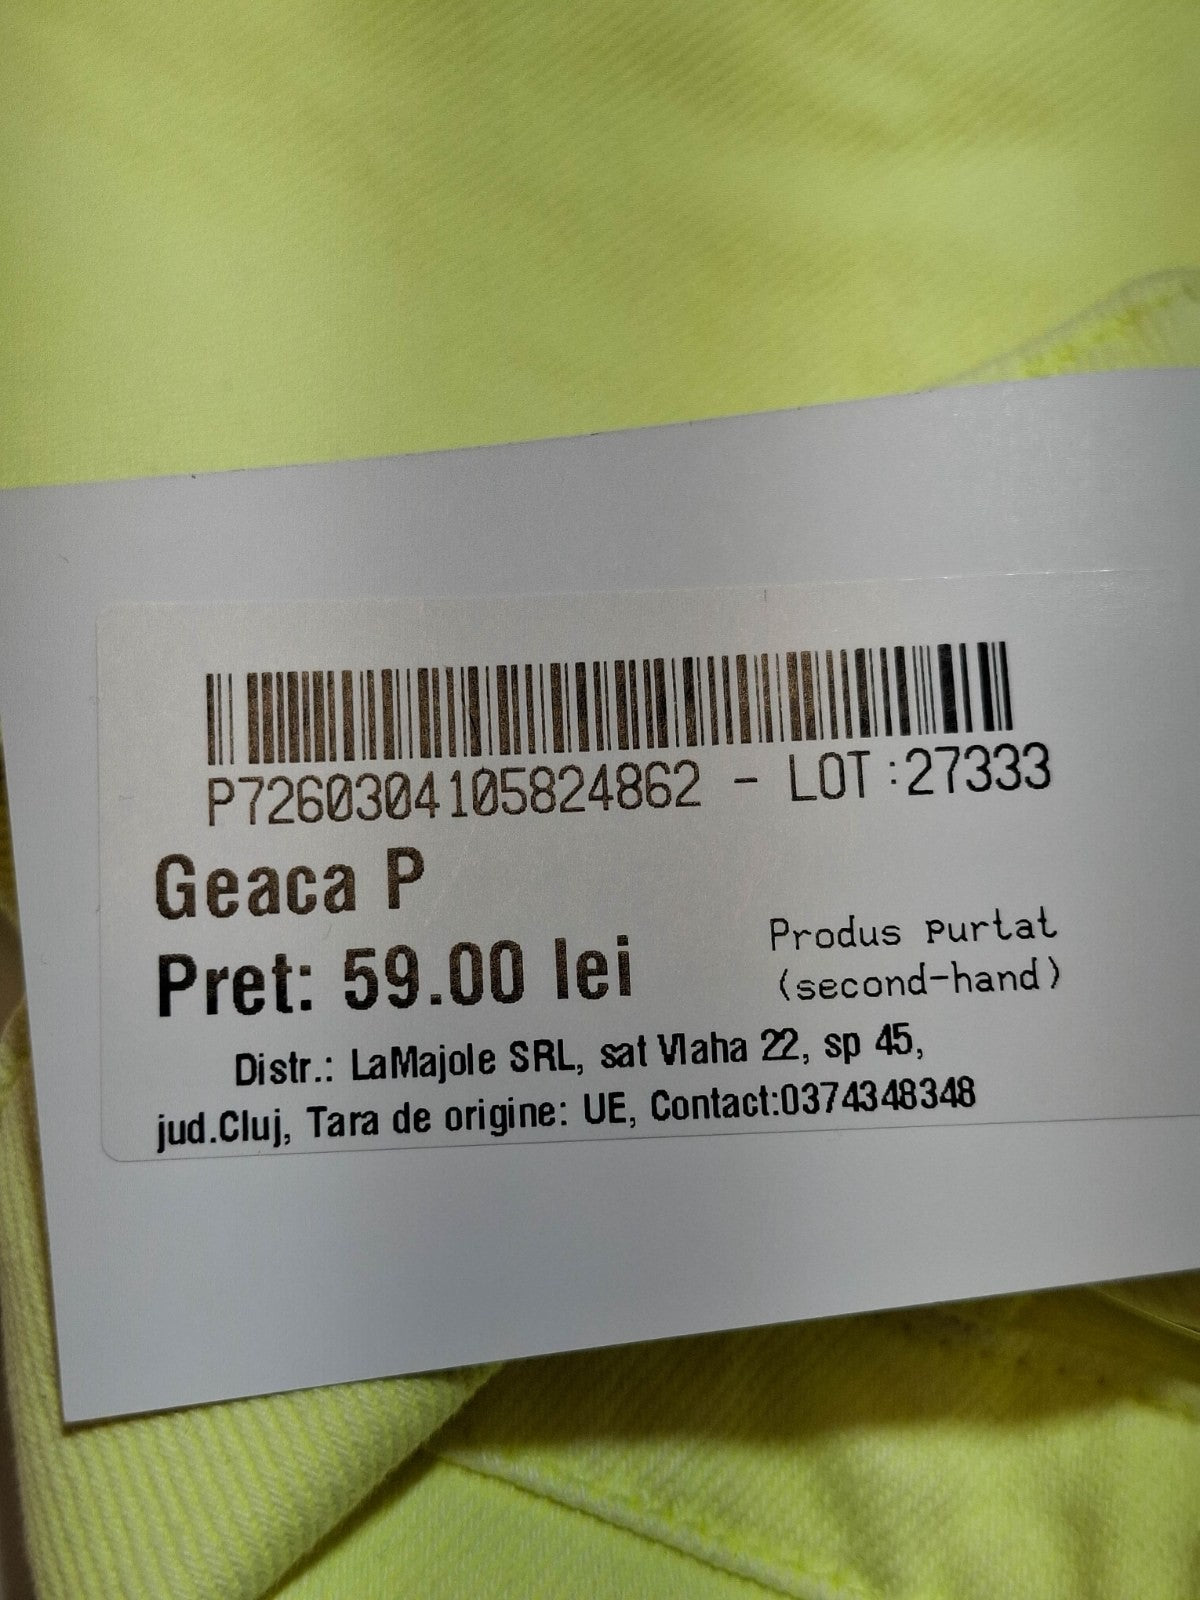 P7260304105824862 - LOT:27333
Geaca P
Pret: 59.00 lei
Produs purtat
(second-hand)
Distr.: LaMajole SRL, sat Vlaha 22, sp 45,
jud.Cluj, Tara de origine: UE, Contact:0374348348